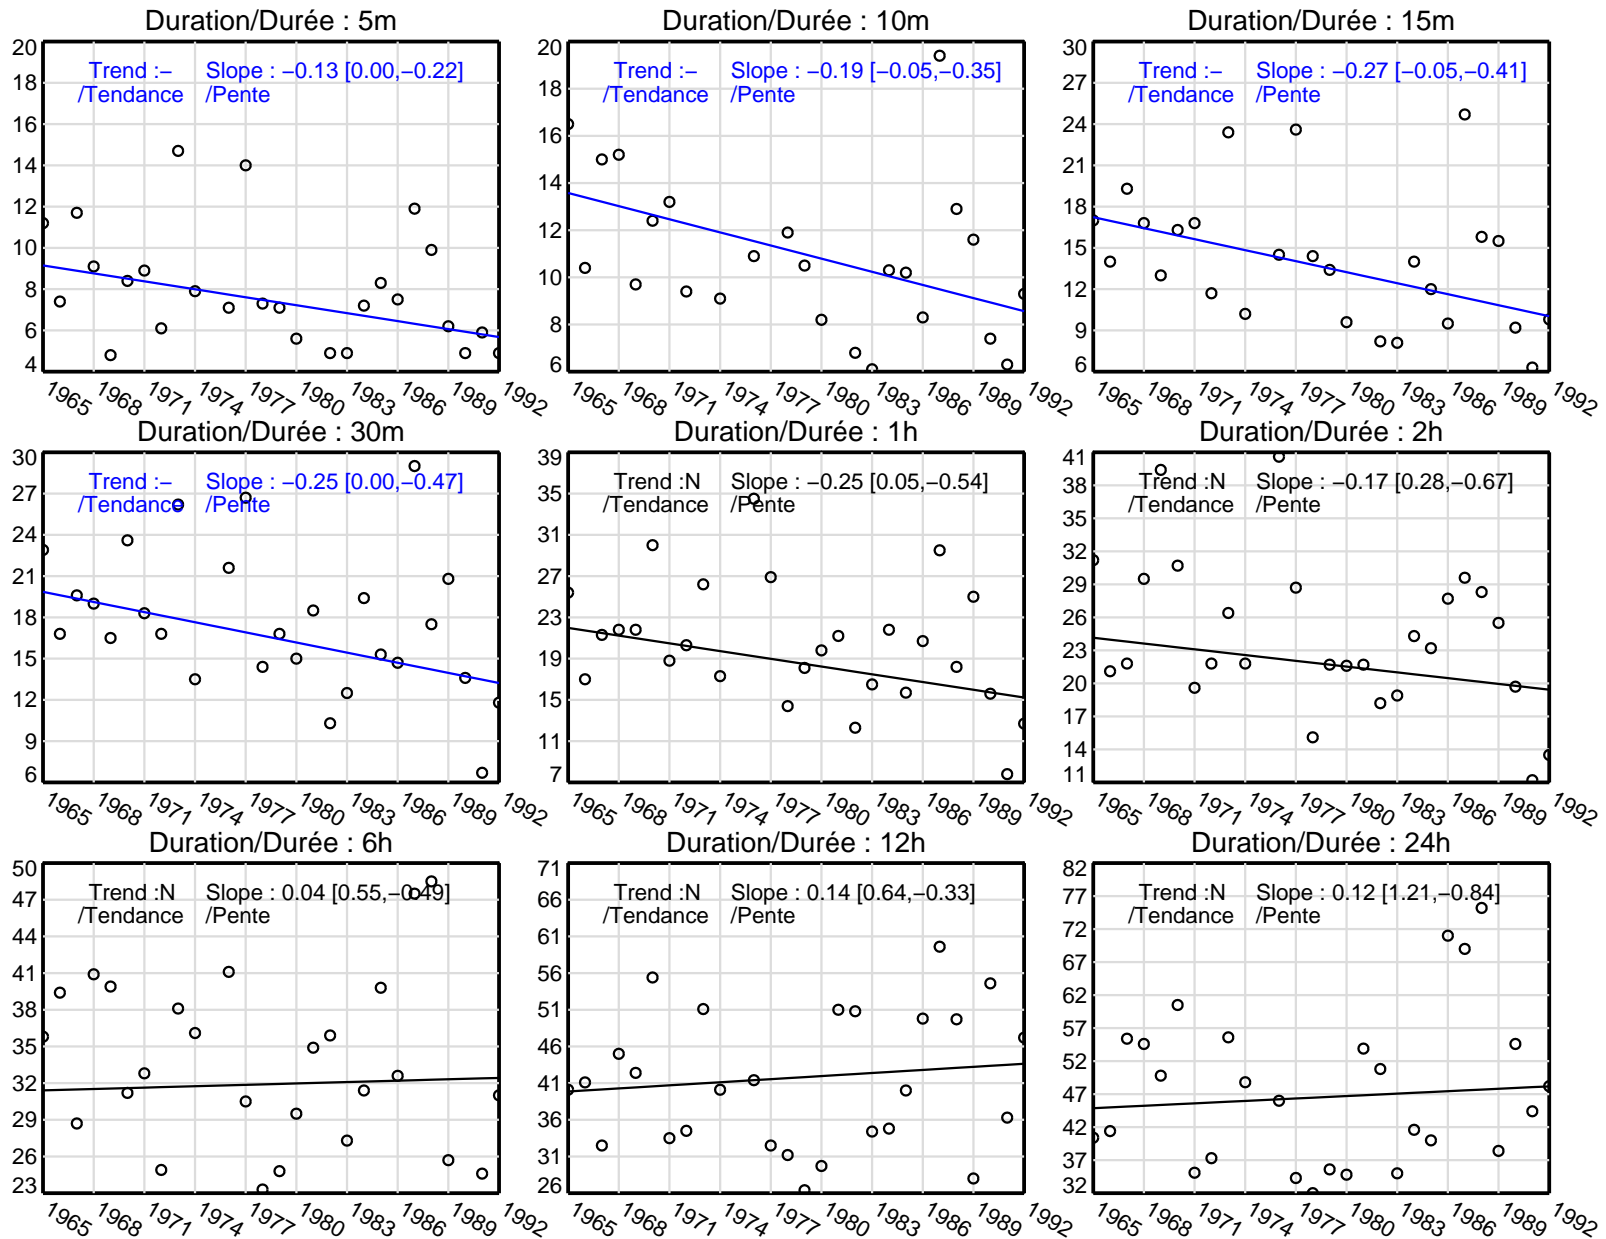 Duration/Durée : 5m
20
18
16
14
12
10
8
6
4
Trend :− Slope : −0.13 [0.00,−0.22]
/Tendance /Pente
1965 1968 1971 1974 1977 1980 1983 1986 1989 1992
Duration/Durée : 10m
20
18
16
14
12
10
8
6
Trend :− Slope : −0.19 [−0.05,−0.35]
/Tendance /Pente
1965 1968 1971 1974 1977 1980 1983 1986 1989 1992
Duration/Durée : 15m
30
27
24
21
18
15
12
9
6
Trend :− Slope : −0.27 [−0.05,−0.41]
/Tendance /Pente
1965 1968 1971 1974 1977 1980 1983 1986 1989 1992
Duration/Durée : 30m
30
27
24
21
18
15
12
9
6
Trend :− Slope : −0.25 [0.00,−0.47]
/Tendance /Pente
1965 1968 1971 1974 1977 1980 1983 1986 1989 1992
Duration/Durée : 1h
39
35
31
27
23
19
15
11
7
Trend :N Slope : −0.25 [0.05,−0.54]
/Tendance /Pente
1965 1968 1971 1974 1977 1980 1983 1986 1989 1992
Duration/Durée : 2h
41
38
35
32
29
26
23
20
17
14
11
Trend :N Slope : −0.17 [0.28,−0.67]
/Tendance /Pente
1965 1968 1971 1974 1977 1980 1983 1986 1989 1992
Duration/Durée : 6h
50
47
44
41
38
35
32
29
26
23
Trend :N Slope : 0.04 [0.55,−0.49]
/Tendance /Pente
1965 1968 1971 1974 1977 1980 1983 1986 1989 1992
Duration/Durée : 12h
71
66
61
56
51
46
41
36
31
26
Trend :N Slope : 0.14 [0.64,−0.33]
/Tendance /Pente
1965 1968 1971 1974 1977 1980 1983 1986 1989 1992
Duration/Durée : 24h
82
77
72
67
62
57
52
47
42
37
32
Trend :N Slope : 0.12 [1.21,−0.84]
/Tendance /Pente
1965 1968 1971 1974 1977 1980 1983 1986 1989 1992